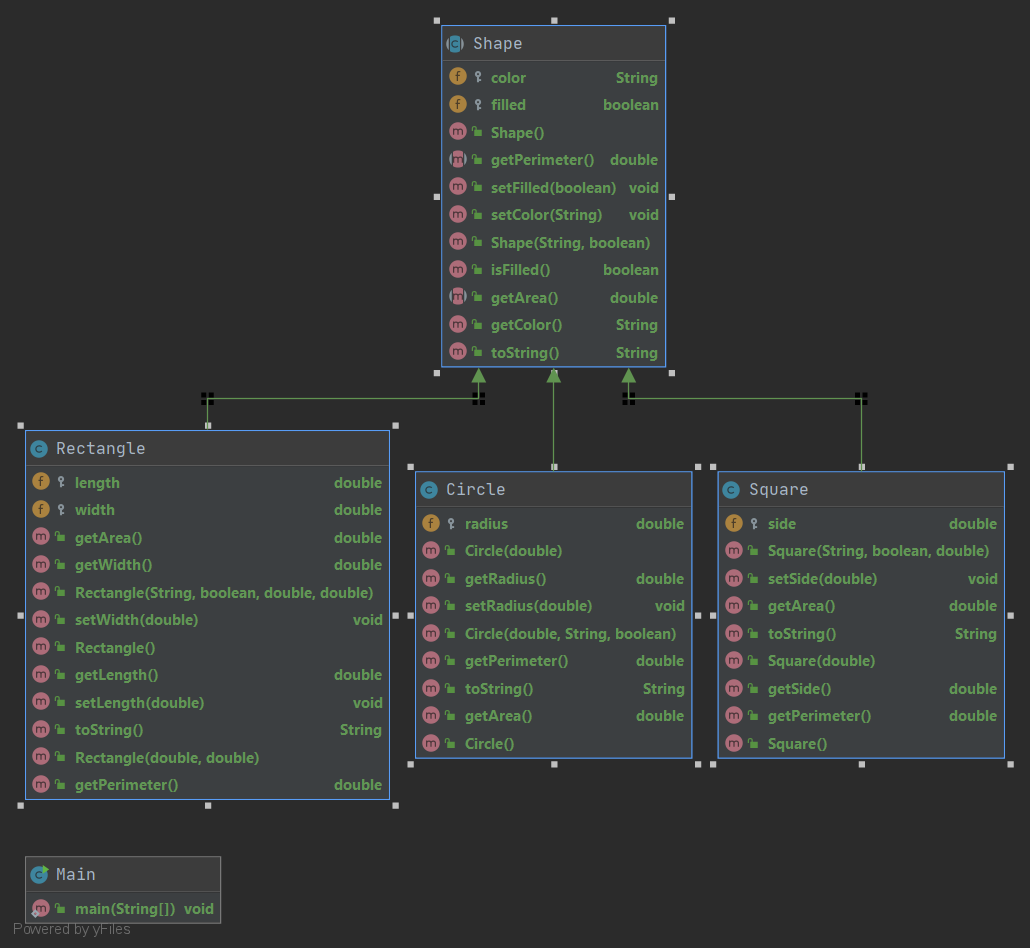 Shape
color String
filled boolean
Shape()
getPerimeter() double
setFilled(boolean) void
setColor(String) void
Shape(String, boolean)
isFilled() boolean
getArea() double
getColor() String
toString() String
Rectangle
length double
width double
getArea() double
getWidth() double
Rectangle(String, boolean, double, double)
setWidth(double) void
Rectangle()
getLength() double
setLength(double) void
toString() String
Rectangle(double, double)
getPerimeter() double
Circle
radius double
Circle(double)
getRadius() double
setRadius(double) void
Circle(double, String, boolean)
getPerimeter() double
toString() String
getArea() double
Circle()
Square
side double
Square(String, boolean, double)
setSide(double) void
getArea() double
toString() String
Square(double)
getSide() double
getPerimeter() double
Square()
Main
main(String[]) void
Powered by yFiles